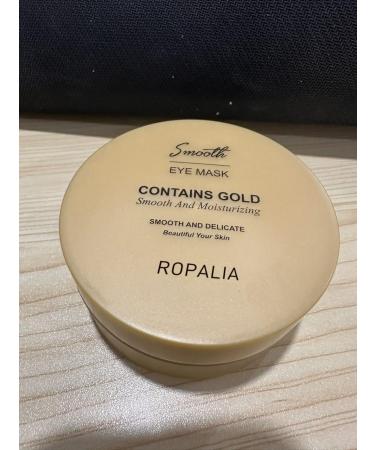 Smooth
EYE MASK
CONTAINS GOLD
Smooth And Moisturizing
SMOOTH AND DELICATE
Beautiful Your Skin
ROPALIA